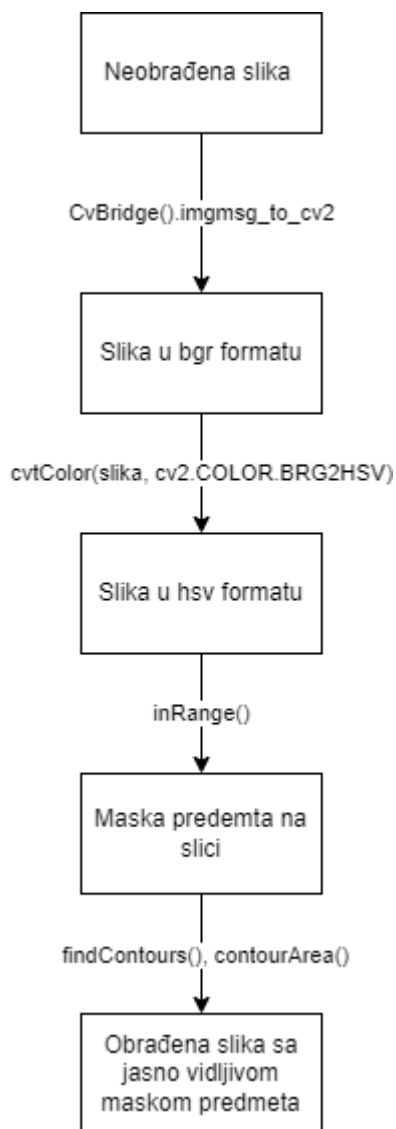 Neobrađena slika
CvBridge().imgmsg_to_cv2
Slika u bgr formatu
cvtColor(slika, cv2.COLOR.BRG2HSV)
Slika u hsv formatu
inRange()
Maska predemta na
slici
findContours(), contourArea()
Obrađena slika sa
jasno vidljivom
maskom predmeta